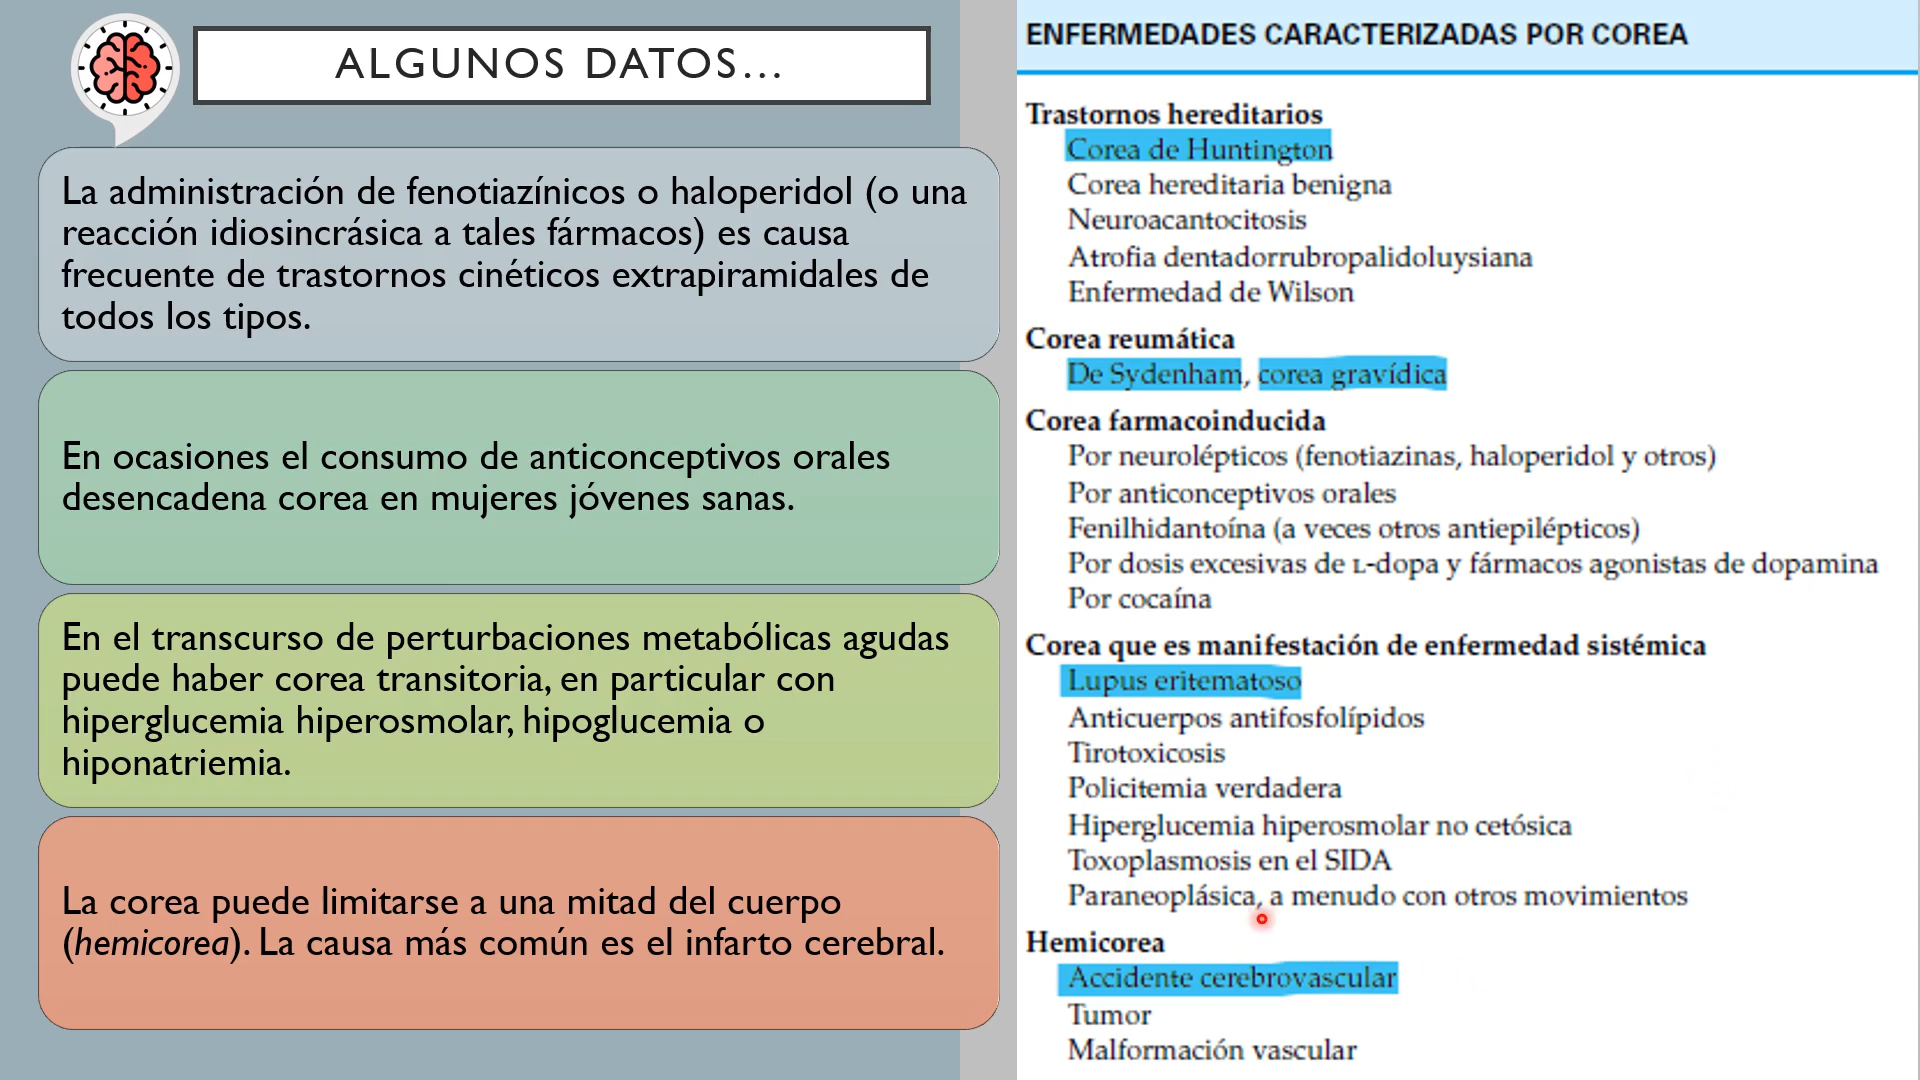 ALGUNOS DATOS...
La administración de fenotiazínicos o haloperidol (o una
reacción idiosincrásica a tales fármacos) es causa
frecuente de trastornos cinéticos extrapiramidales de
todos los tipos.
En ocasiones el consumo de anticonceptivos orales
desencadena corea en mujeres jóvenes sanas.
En el transcurso de perturbaciones metabólicas agudas
puede haber corea transitoria, en particular con
hiperglucemia hiperosmolar, hipoglucemia o
hiponatriemia.
La corea puede limitarse a una mitad del cuerpo
(hemicorea). La causa más común es el infarto cerebral.
ENFERMEDADES CARACTERIZADAS POR COREA
Trastornos hereditarios
Corea de Huntington
Corea hereditaria benigna
Neuroacantocitosis
Atrofia dentadorrubropalidoluysiana
Enfermedad de Wilson
Corea reumática
De Sydenham, corea gravídica
Corea farmacoinducida
Por neurolépticos (fenotiazinas, haloperidol y otros)
Por anticonceptivos orales
Fenilhidantoína (a veces otros antiepilépticos)
Por dosis excesivas de L-dopa y fármacos agonistas de dopamina
Por cocaína
Corea que es manifestación de enfermedad sistémica
Lupus eritematoso
Anticuerpos antifosfolípidos
Tirotoxicosis
Policitemia verdadera
Hiperglucemia hiperosmolar no cetósica
Toxoplasmosis en el SIDA
Paraneoplásica, a menudo con otros movimientos
Hemicorea
Accidente cerebrovascular
Tumor
Malformación vascular